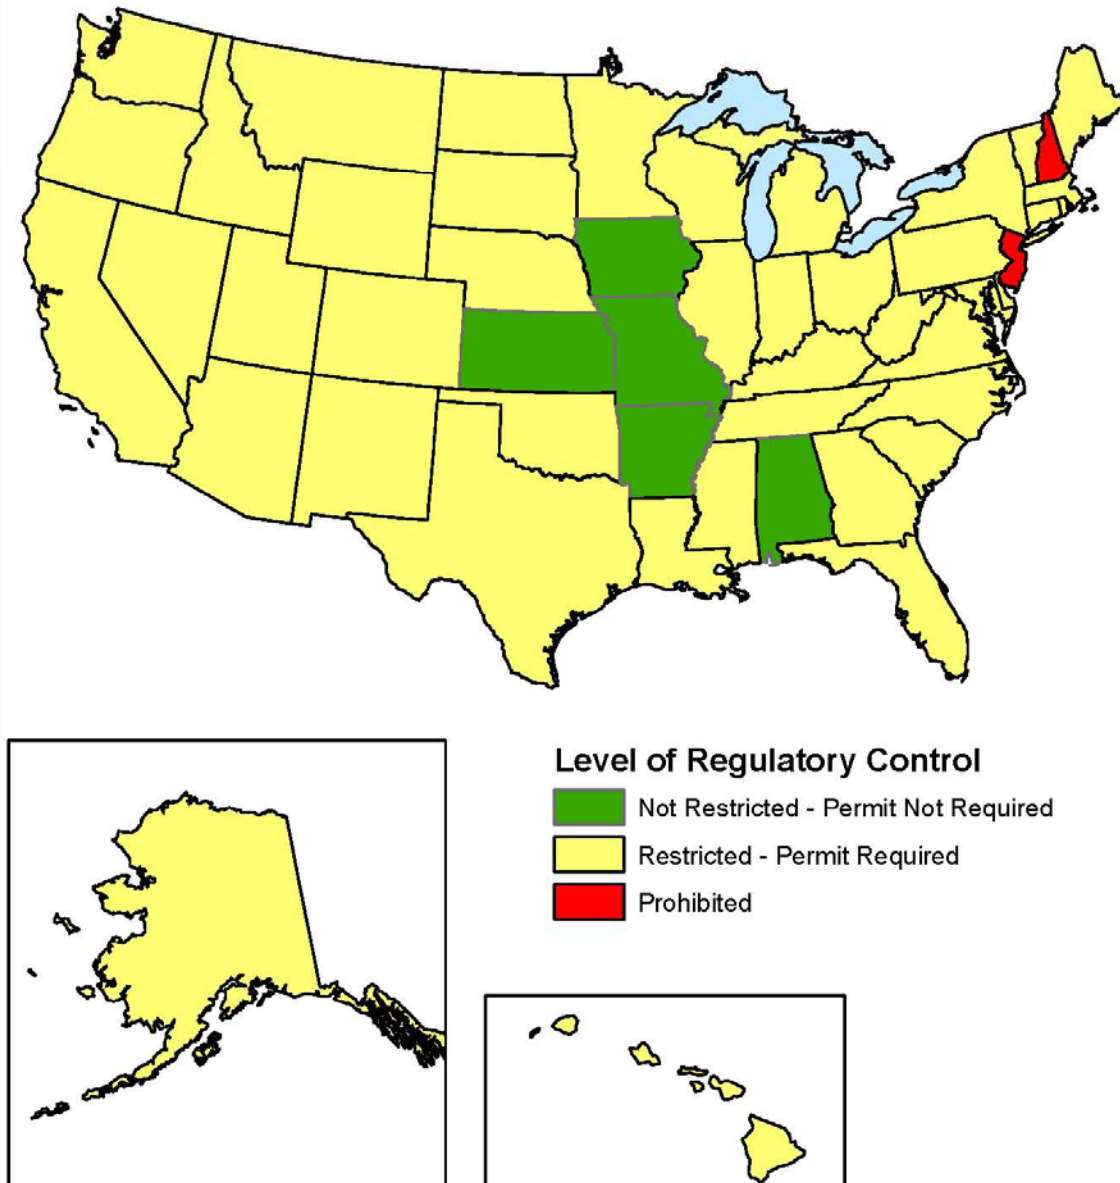 Level of Regulatory Control
Not Restricted - Permit Not Required
Restricted - Permit Required
Prohibited